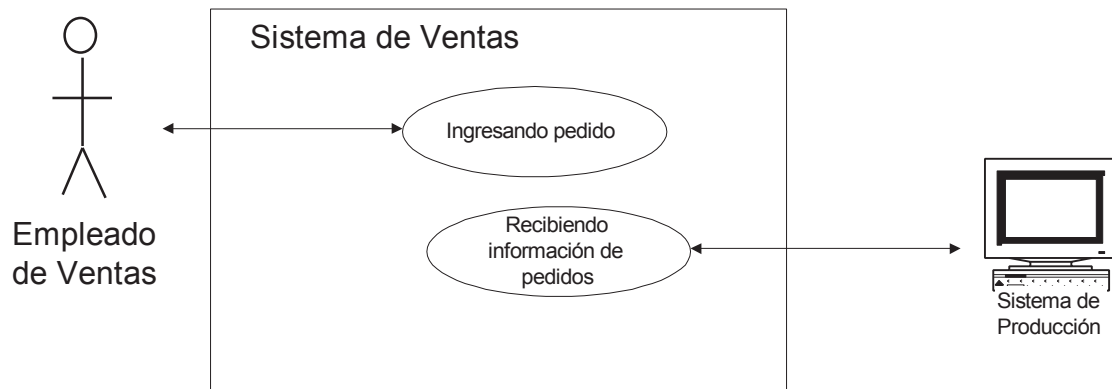 Sistema de Ventas
Ingresando pedido
Empleado
de Ventas
Recibiendo
información de
pedidos
Sistema de
Producción